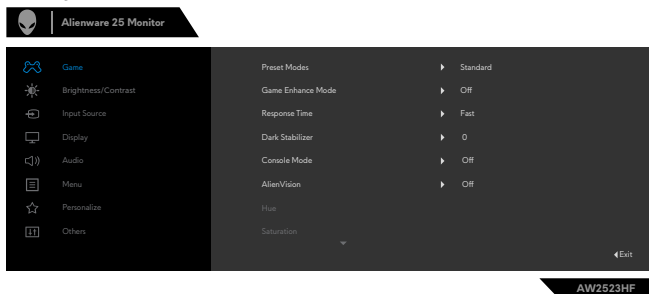 Alienware 25 Monitor
Game Preset Modes Standard
Brightness/Contrast Game Enhance Mode Off
Input Source Response Time Fast
Display Dark Stabilizer 0
Audio Console Mode Off
Menu AlienVision Off
Personalize Hue
Others Saturation
Exit
AW2523HF